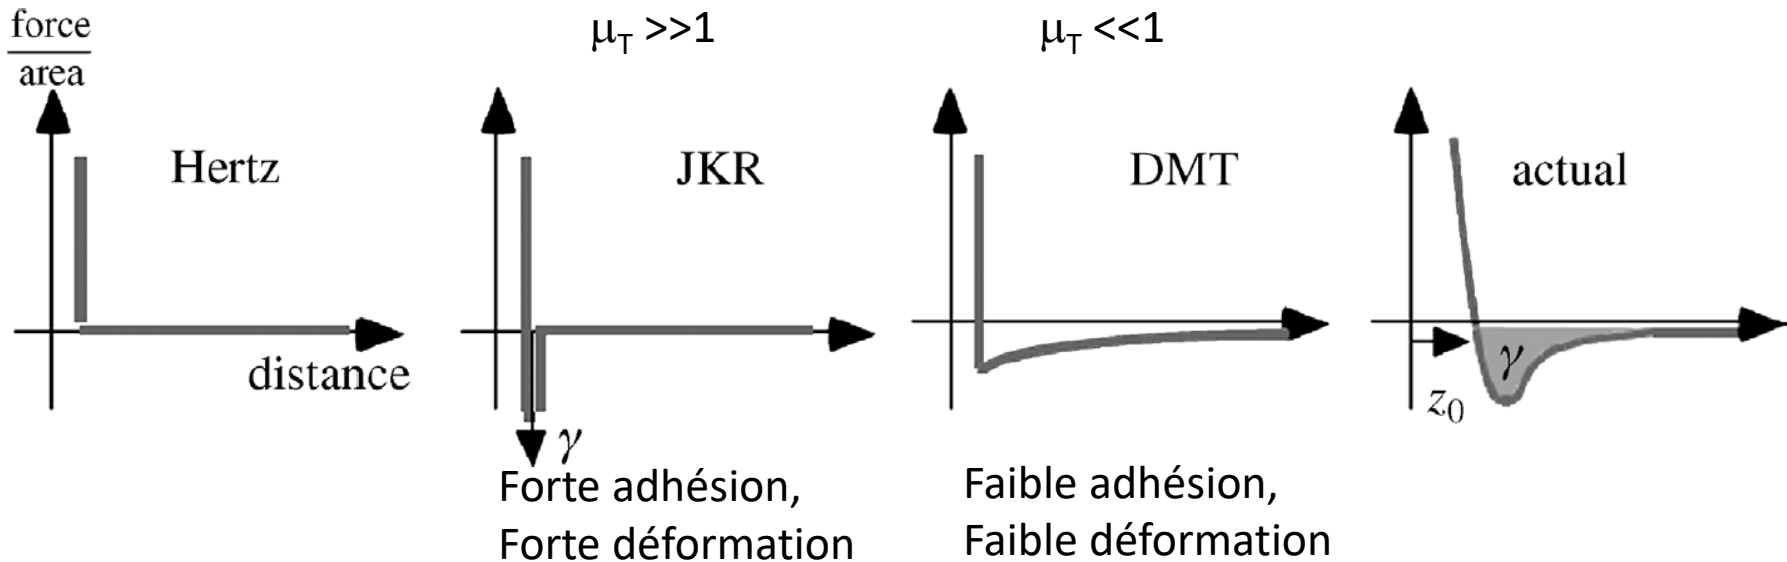 force
area
μT >>1
μT <<1
Hertz
JKR
DMT
actual
distance
γ
γ
z0
Forte adhésion,
Forte déformation
Faible adhésion,
Faible déformation